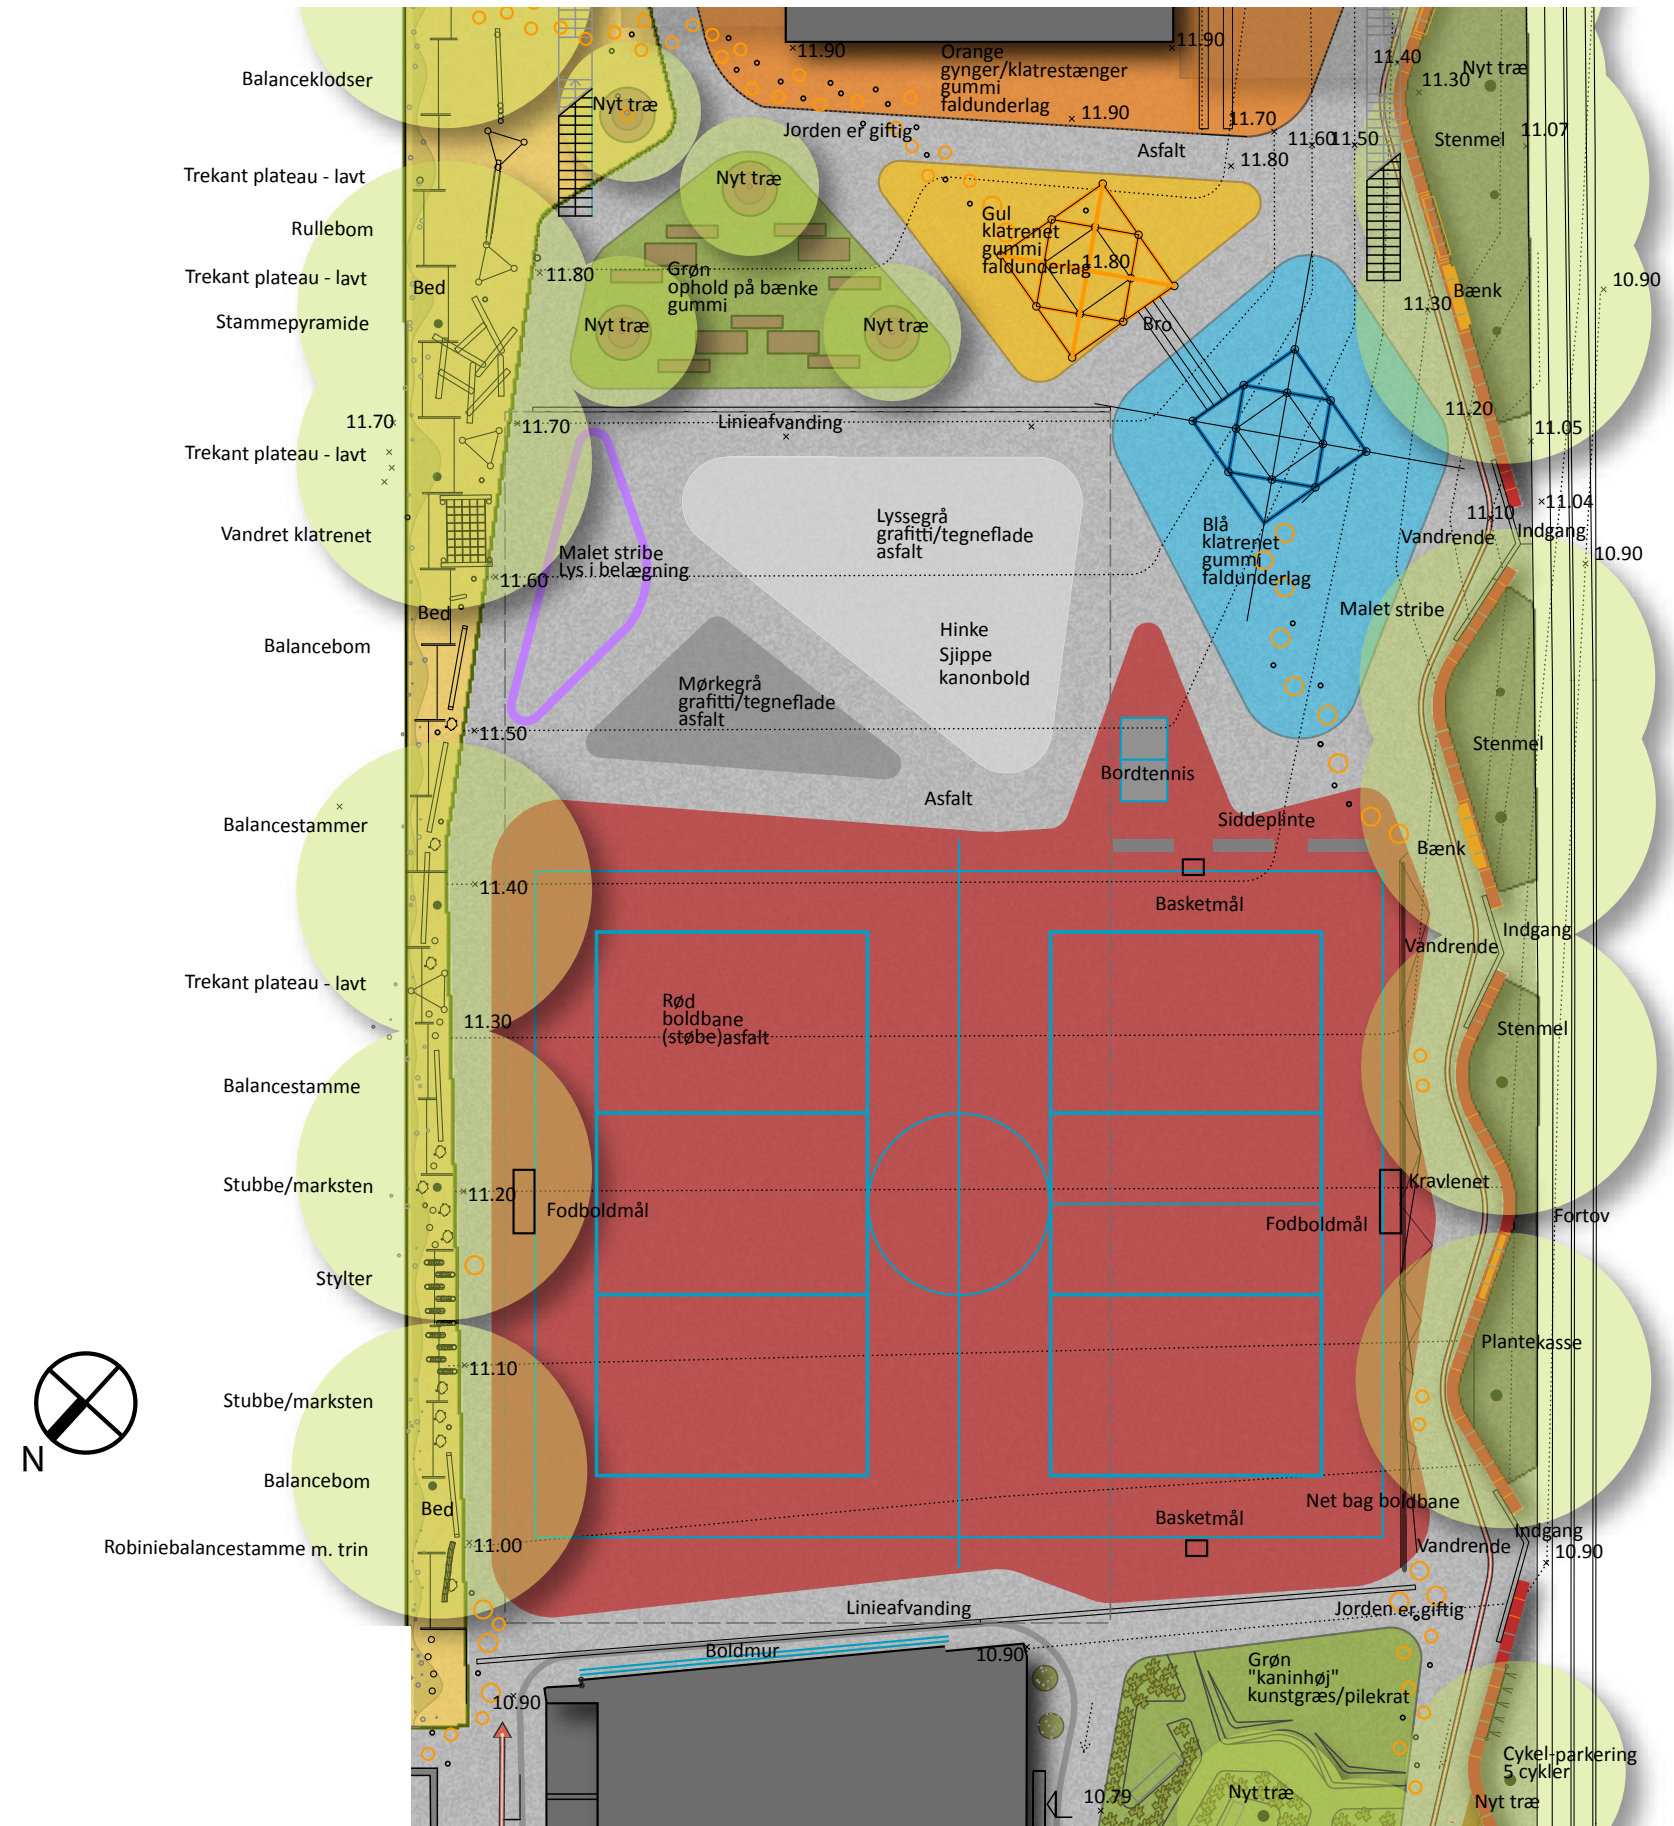 11.90
11.90
Orange
gynger/klatrestænger
gummi
faldunderlag
11.40
Nyt træ
11.30
Balanceklodser
Nyt træ
11.90
11.70
Jorden er giftig
11.60
11.50
11.07
Stenmel
Asfalt
11.80
Trekant plateau - lavt
Nyt træ
Rullebom
Gul
klatrenet
gummi
faldunderlag
11.80
Trekant plateau - lavt
11.80
Grøn
ophold på bænke
gummi
10.90
Bed
Bænk
11.30
Stammepyramide
Nyt træ
Nyt træ
Bro
11.20
11.70
11.70
Linieafvanding
11.05
Trekant plateau - lavt
11.04
11.10
Vandret klatrenet
Lyssegrå
grafitti/tegneflade
asfalt
Blå
klatrenet
gummi
faldunderlag
Vandrende
Indgang
10.90
Malet stribe
Lys i belægning
11.60
Bed
Malet stribe
Balancebom
Hinke
Sjippe
kanonbold
Mørkegrå
grafitti/tegneflade
asfalt
11.50
Stenmel
Bordtennis
Asfalt
Balancestammer
Siddeplinte
Bænk
11.40
Basketmål
Indgang
Vandrende
Trekant plateau - lavt
Rød
boldbane
(støbe)asfalt
11.30
Stenmel
Balancestamme
Stubbe/marksten
11.20
Kravlenet
Fodboldmål
Fodboldmål
Fortov
Stylter
Plantekasse
11.10
Stubbe/marksten
N
Balancebom
Bed
Net bag boldbane
Basketmål
Indgang
Robiniebalancestamme m. trin
11.00
Vandrende
10.90
Linieafvanding
Jorden er giftig
Boldmur
10.90
Grøn
"kaninhøj"
kunstgræs/pilekrat
10.90
Cykel-parkering
5 cykler
10.79
Nyt træ
Nyt træ